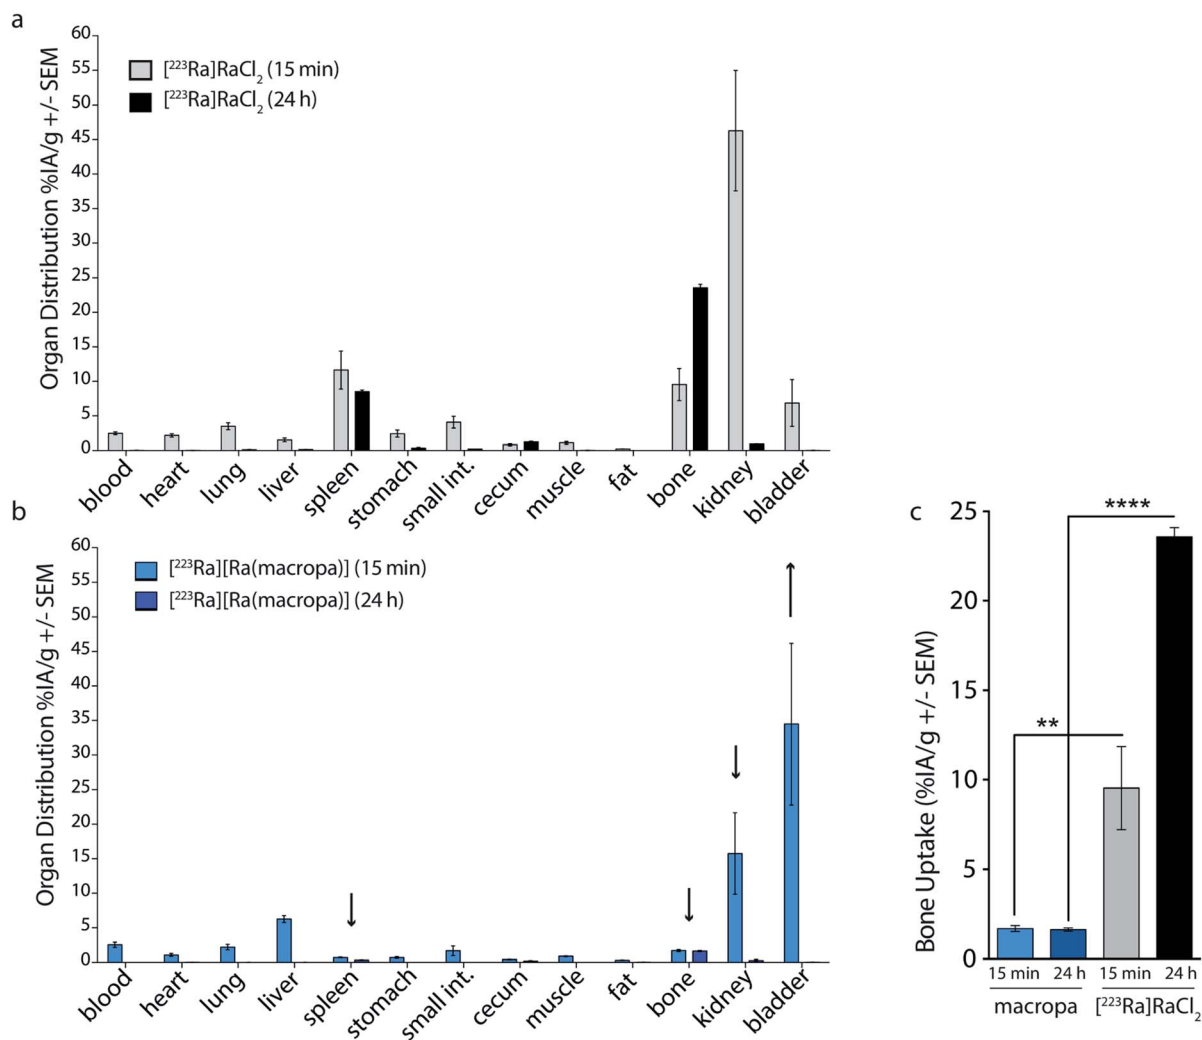 a
Organ Distribution %IA/g +/- SEM
60
55
50
45
40
35
30
25
20
15
10
5
0
[²²³Ra]RaCl₂ (15 min)
[²²³Ra]RaCl₂ (24 h)
blood
heart
lung
liver
spleen
stomach
small int.
cecum
muscle
fat
bone
kidney
bladder
b
Organ Distribution %IA/g +/- SEM
60
55
50
45
40
35
30
25
20
15
10
5
0
[²²³Ra][Ra(macropa)] (15 min)
[²²³Ra][Ra(macropa)] (24 h)
blood
heart
lung
liver
spleen
stomach
small int.
cecum
muscle
fat
bone
kidney
bladder
c
Bone Uptake (%IA/g +/- SEM)
25
20
15
10
5
0
****
**
15 min 24 h 15 min 24 h
macropa [²²³Ra]RaCl₂